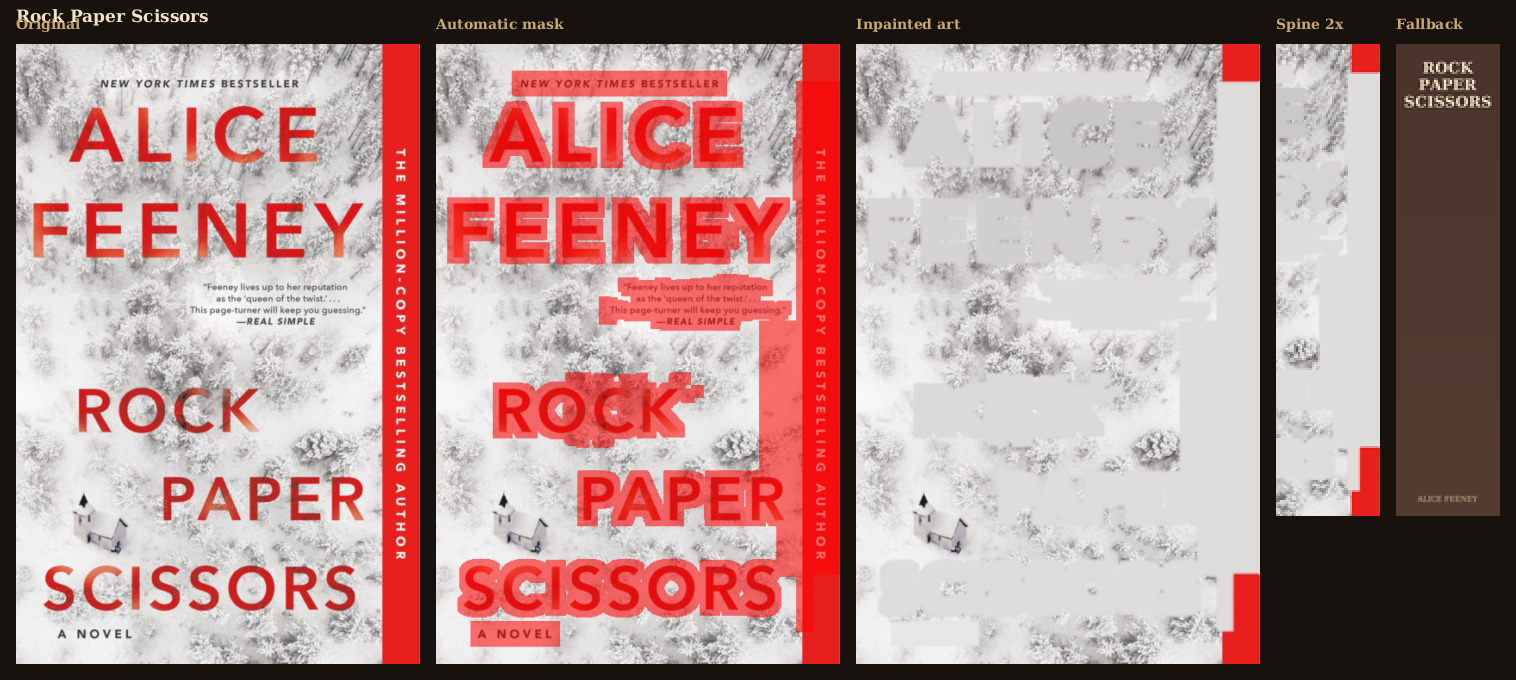 Rock Paper Scissors
Original
Automatic mask
Inpainted art
Spine 2x
Fallback
NEW YORK TIMES BESTSELLER
ALICE
FEENEY
"Feeney lives up to her reputation
as the 'queen of the twist.' . . .
This page-turner will keep you guessing."
—REAL SIMPLE
ROCK
PAPER
SCISSORS
A NOVEL
THE MILLION-COPY BESTSELLING AUTHOR
NEW YORK TIMES BESTSELLER
ALICE
FEENEY
"Feeney lives up to her reputation
as the 'queen of the twist.' . . .
This page-turner will keep you guessing."
—REAL SIMPLE
ROCK
PAPER
SCISSORS
A NOVEL
THE MILLION-COPY BESTSELLING AUTHOR
ALICE
FEENEY
ROCK
PAPER
SCISSORS
ALICE FEENEY